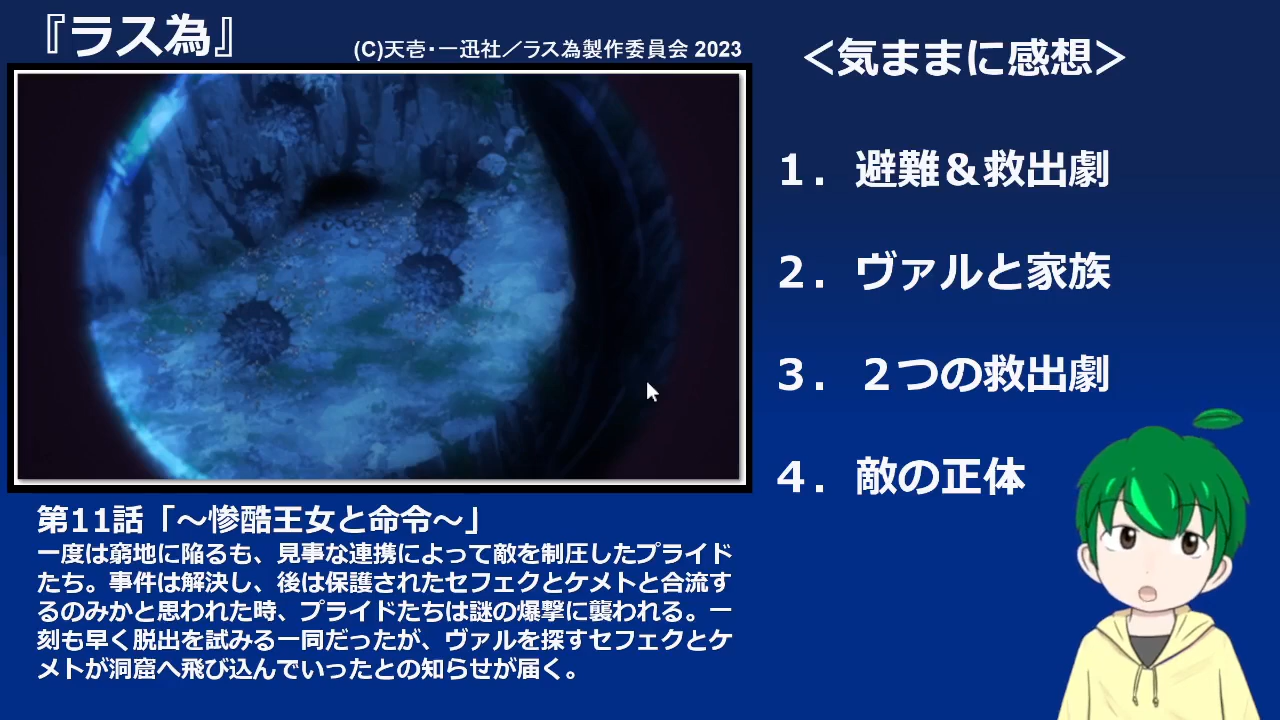 『ラス為』
(C)天壱・一迅社／ラス為製作委員会 2023
＜気ままに感想＞
１．避難＆救出劇
２．ヴァルと家族
３．２つの救出劇
４．敵の正体
第11話「～惨酷王女と命令～」
一度は窮地に陥るも、見事な連携によって敵を制圧したプライド
たち。事件は解決し、後は保護されたセフェクとケメトと合流す
るのみかと思われた時、プライドたちは謎の爆撃に襲われる。一
刻も早く脱出を試みる一同だったが、ヴァルを探すセフェクとケ
メトが洞窟へ飛び込んでいったとの知らせが届く。